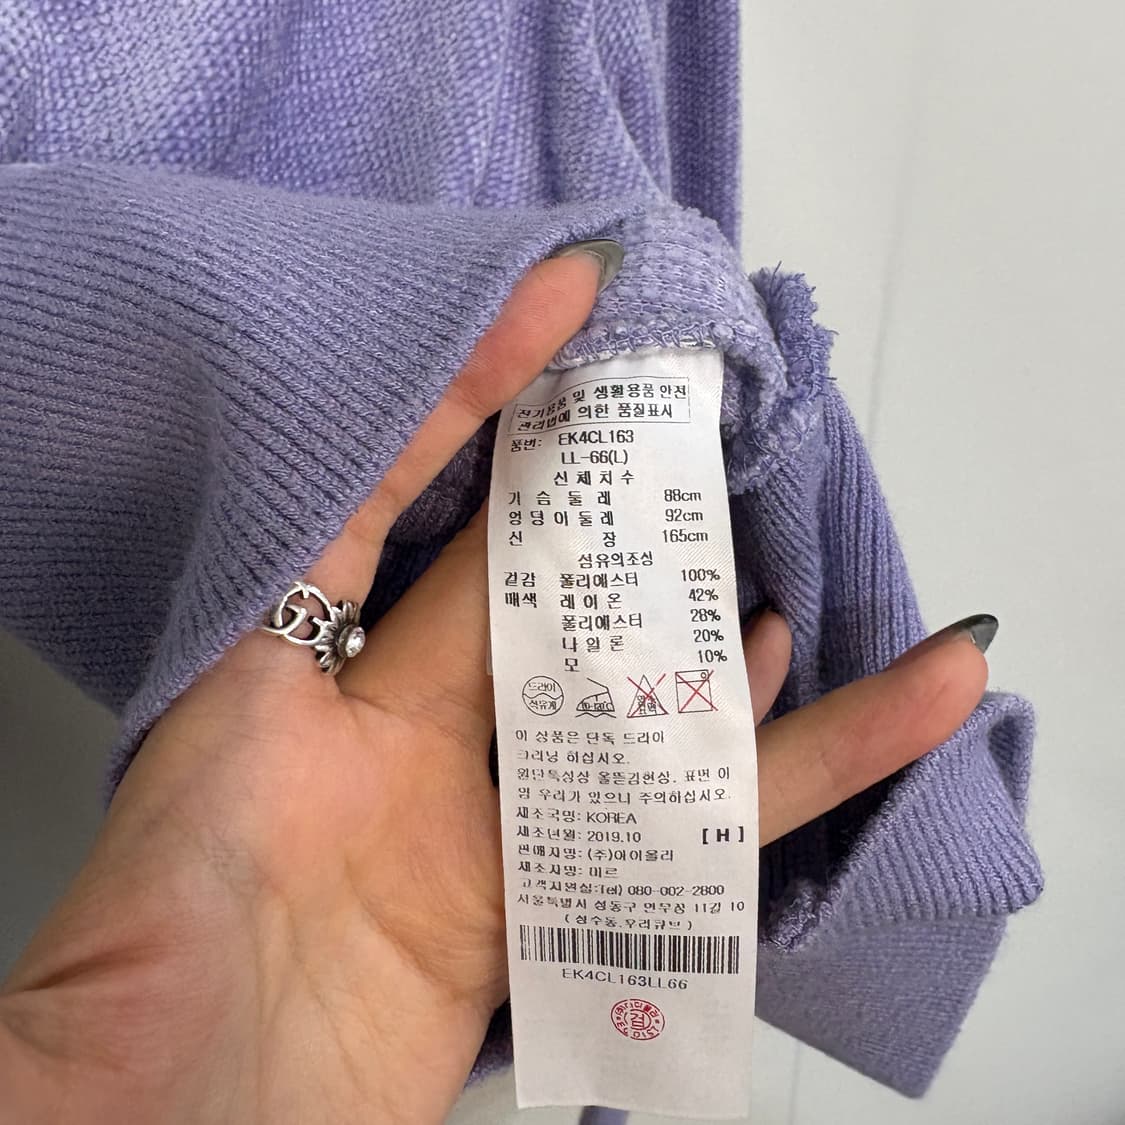 전기용품 및 생활용품 안전
관리법에 의한 품질표시
품번: EK4CL163
LL-66(L)
신체치수
가슴둘레 88cm
엉덩이둘레 92cm
신 장 165cm
섬유의조성
겉감 폴리에스터 100%
배색 레이온 42%
폴리에스터 28%
나일론 20%
모 10%
드라이
석유계
이 상품은 단독 드라이
크리닝 하십시오.
원단특성상 올뜯김현상, 표면 이
염 우려가 있으니 주의하십시오.
제조국명: KOREA
제조년월: 2019.10 [H]
판매자명: (주)아이올리
제조자명: 미르
고객지원실:Tel) 080-002-2800
서울특별시 성동구 연무장 11길 10
(성수동,우리큐브)
EK4CL163LL66
검